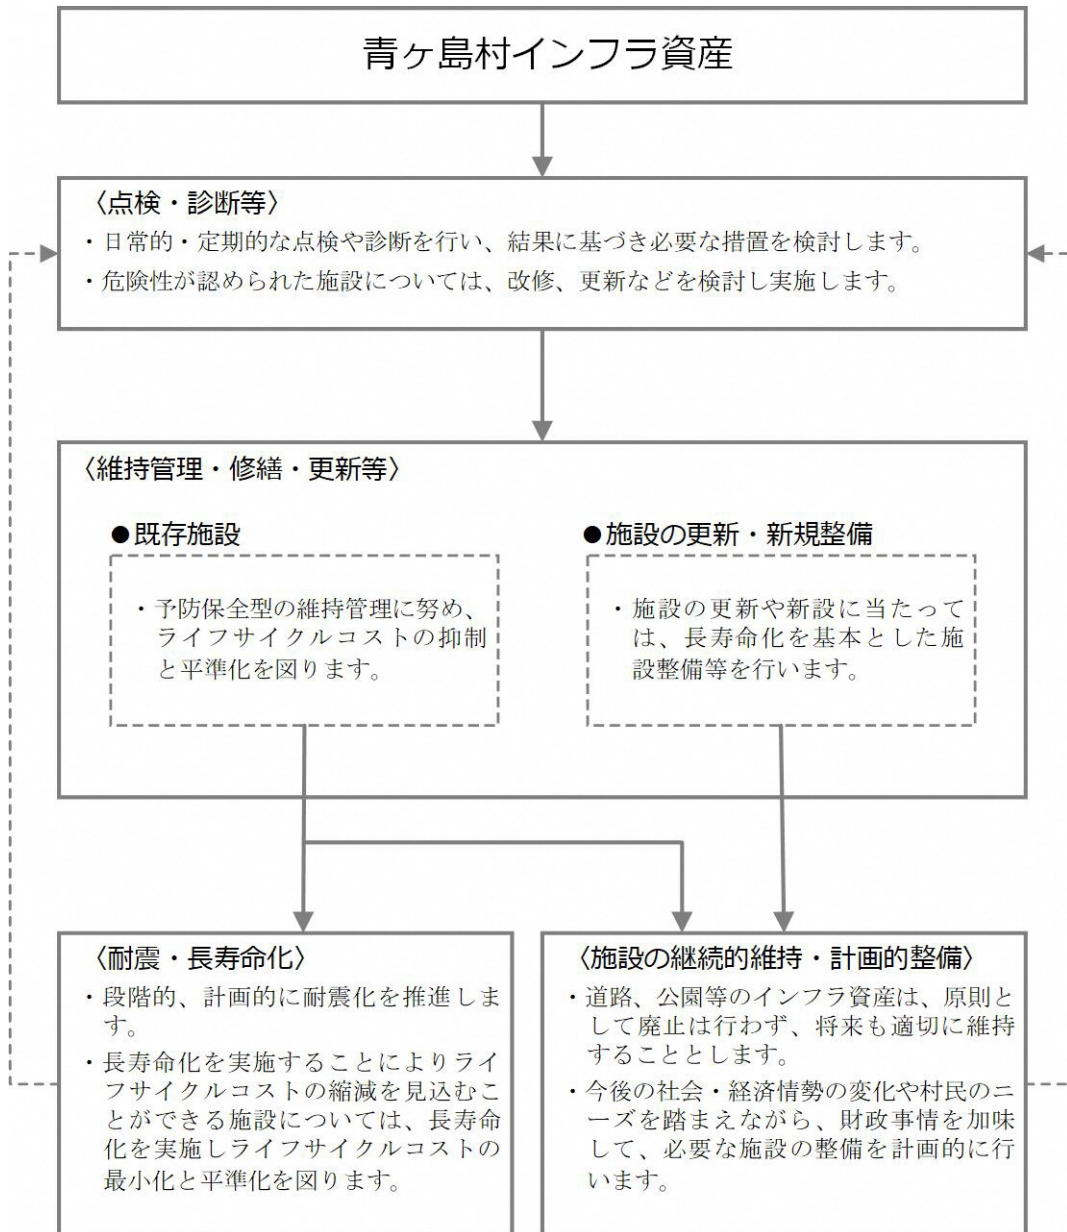 青ヶ島村インフラ資産
〈点検・診断等〉
・日常的・定期的な点検や診断を行い、結果に基づき必要な措置を検討します。
・危険性が認められた施設については、改修、更新などを検討し実施します。
〈維持管理・修繕・更新等〉
●既存施設
・予防保全型の維持管理に努め、
ライフサイクルコストの抑制
と平準化を図ります。
●施設の更新・新規整備
・施設の更新や新設に当たって
は、長寿命化を基本とした施
設整備等を行います。
〈耐震・長寿命化〉
・段階的、計画的に耐震化を推進しま
す。
・長寿命化を実施することによりライ
フサイクルコストの縮減を見込むこ
とができる施設については、長寿命
化を実施しライフサイクルコストの
最小化と平準化を図ります。
〈施設の継続的維持・計画的整備〉
・道路、公園等のインフラ資産は、原則と
して廃止は行わず、将来も適切に維持
することとします。
・今後の社会・経済情勢の変化や村民のニ
ーズを踏まえながら、財政事情を加味
して、必要な施設の整備を計画的に行
います。